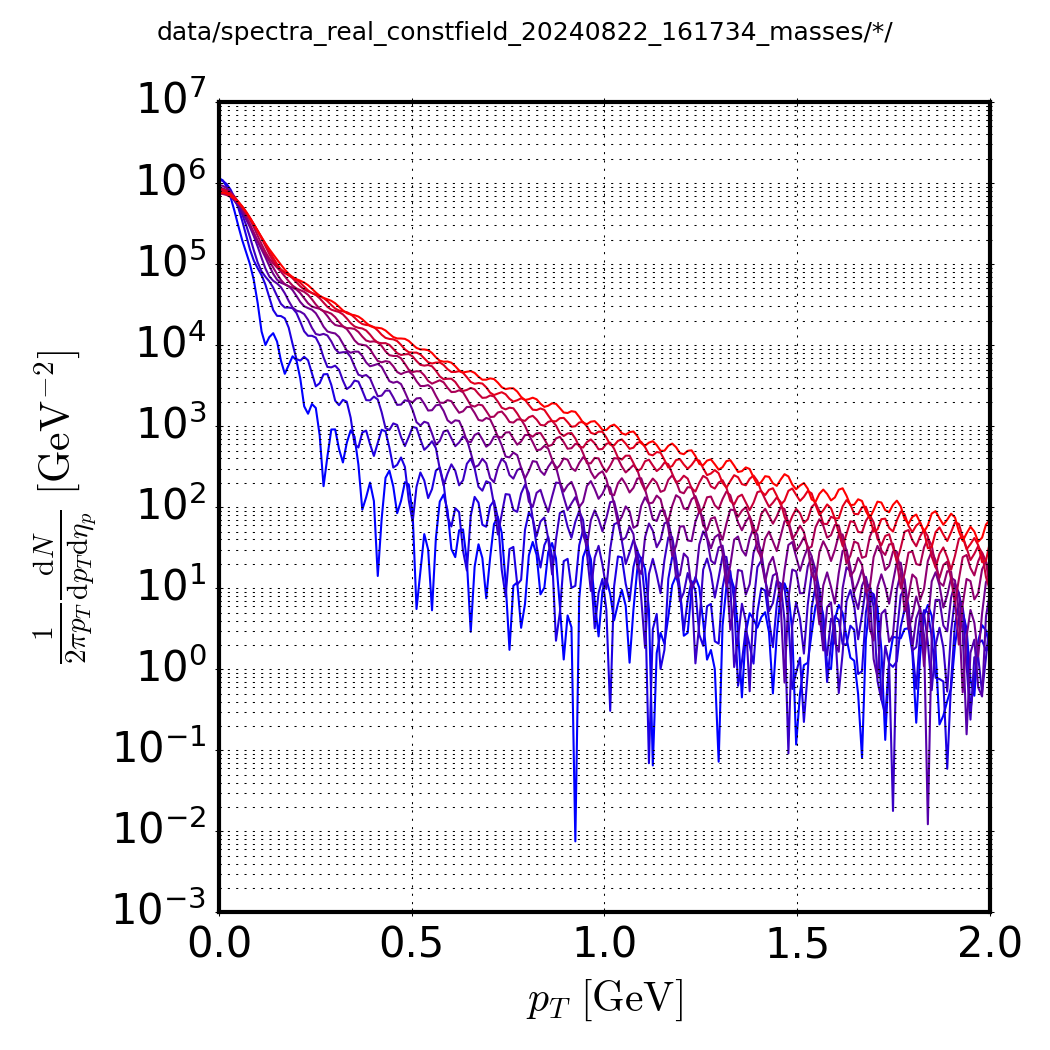 data/spectra_real_constfield_20240822_161734_masses/*/
10^7
10^6
10^5
10^4
10^3
10^2
10^1
10^0
10^−1
10^−2
10^−3
1/(2πp_T) dN/(dp_T dη_p) [GeV^−2]
0.0 0.5 1.0 1.5 2.0
p_T [GeV]